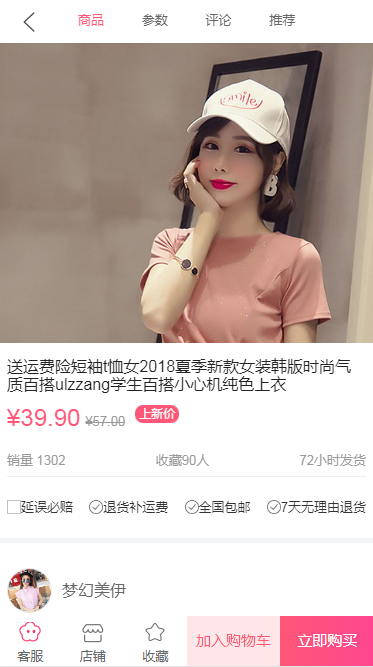 商品 参数 评论 推荐
smile
送运费险短袖t恤女2018夏季新款女装韩版时尚气
质百搭ulzzang学生百搭小心机纯色上衣
¥39.90 ¥57.00 上新价
销量 1302 收藏90人 72小时发货
延误必赔 退货补运费 全国包邮 7天无理由退货
梦幻美伊
客服 店铺 收藏 加入购物车 立即购买